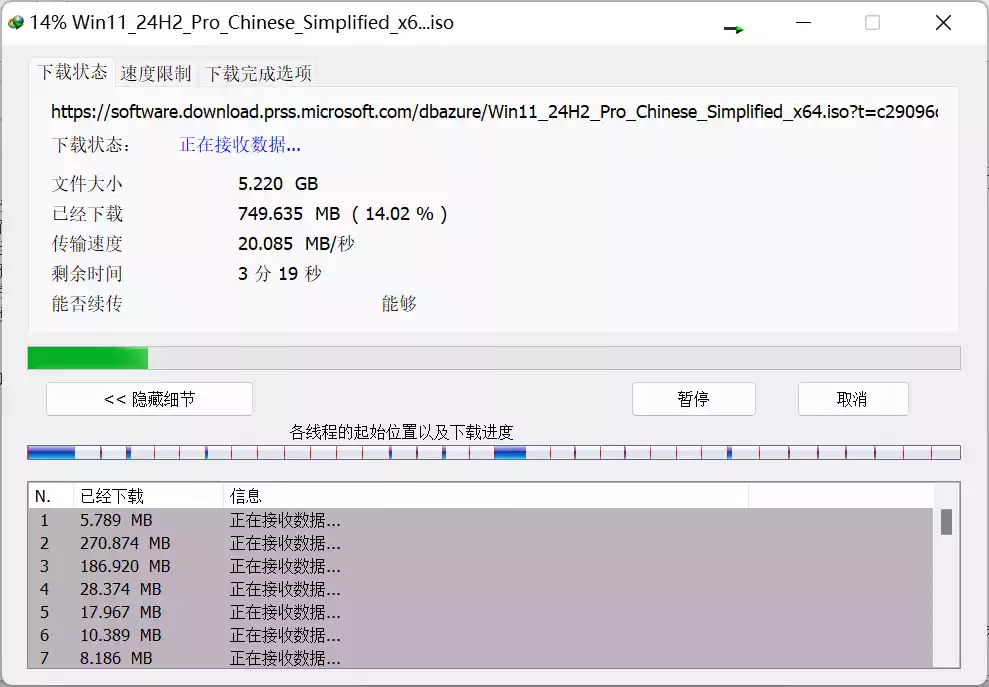 14% Win11_24H2_Pro_Chinese_Simplified_x6...iso
下载状态 速度限制 下载完成选项
https://software.download.prss.microsoft.com/dbazure/Win11_24H2_Pro_Chinese_Simplified_x64.iso?t=c29096
下载状态： 正在接收数据...
文件大小 5.220 GB
已经下载 749.635 MB ( 14.02 % )
传输速度 20.085 MB/秒
剩余时间 3 分 19 秒
能否续传 能够
<< 隐藏细节 暂停 取消
各线程的起始位置以及下载进度
N. 已经下载 信息
1 5.789 MB 正在接收数据...
2 270.874 MB 正在接收数据...
3 186.920 MB 正在接收数据...
4 28.374 MB 正在接收数据...
5 17.967 MB 正在接收数据...
6 10.389 MB 正在接收数据...
7 8.186 MB 正在接收数据...